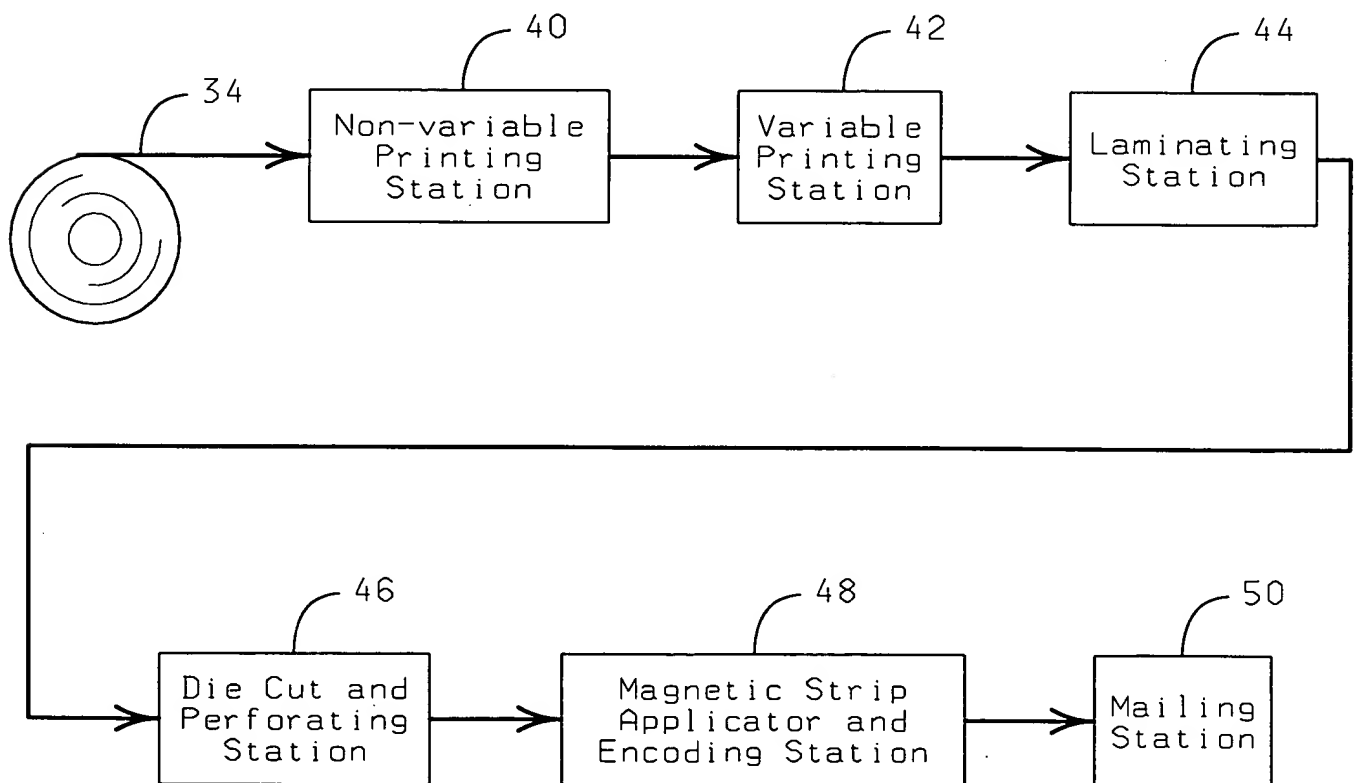 40
42
44
34
Non-variable
Printing
Station
Variable
Printing
Station
Laminating
Station
46
48
50
Die Cut and
Perforating
Station
Magnetic Strip
Applicator and
Encoding Station
Mailing
Station